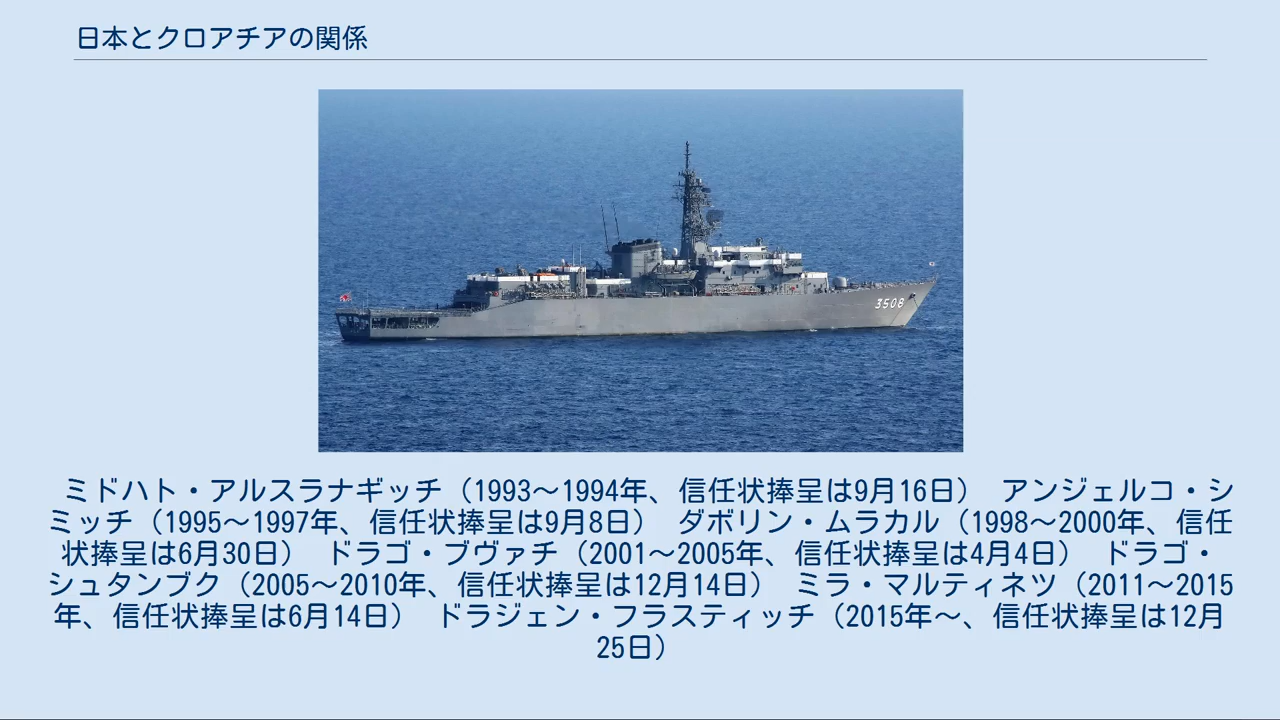 日本とクロアチアの関係
3508
ミドハト・アルスラナギッチ（1993〜1994年、信任状捧呈は9月16日）　アンジェルコ・シ
ミッチ（1995〜1997年、信任状捧呈は9月8日）　ダボリン・ムラカル（1998〜2000年、信任
状捧呈は6月30日）　ドラゴ・ブヴァチ（2001〜2005年、信任状捧呈は4月4日）　ドラゴ・
シュタンブク（2005〜2010年、信任状捧呈は12月14日）　ミラ・マルティネツ（2011〜2015
年、信任状捧呈は6月14日）　ドラジェン・フラスティッチ（2015年〜、信任状捧呈は12月
25日）